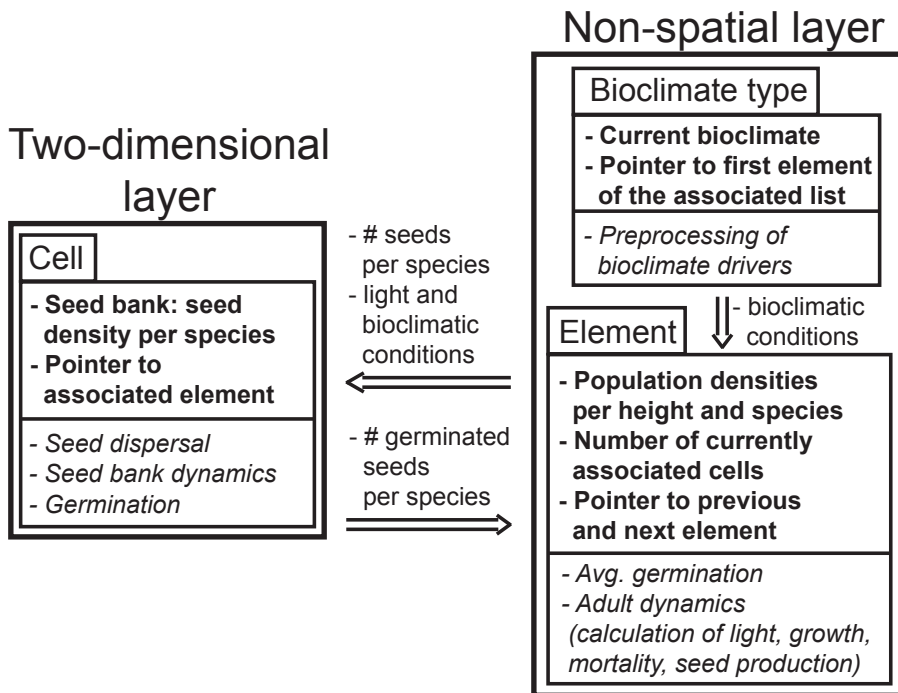 Two-dimensional
layer
Cell
- Seed bank: seed
density per species
- Pointer to
associated element
- Seed dispersal
- Seed bank dynamics
- Germination
- # seeds
per species
- light and
bioclimatic
conditions
- # germinated
seeds
per species
Non-spatial layer
Bioclimate type
- Current bioclimate
- Pointer to first element
of the associated list
- Preprocessing of
bioclimate drivers
- bioclimatic
conditions
Element
- Population densities
per height and species
- Number of currently
associated cells
- Pointer to previous
and next element
- Avg. germination
- Adult dynamics
(calculation of light, growth,
mortality, seed production)